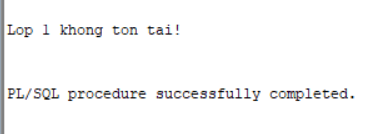 Lop 1 khong ton tai!
PL/SQL procedure successfully completed.